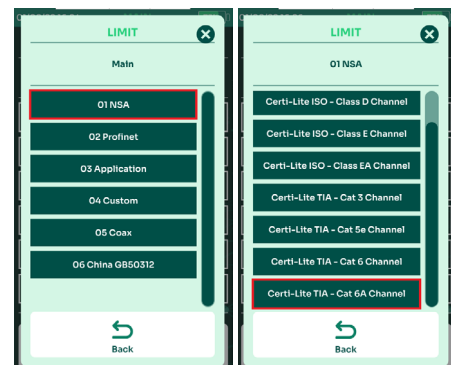 LIMIT
Main
01 NSA
02 Profinet
03 Application
04 Custom
05 Coax
06 China GB50312
Back
LIMIT
01 NSA
Certi-Lite ISO - Class D Channel
Certi-Lite ISO - Class E Channel
Certi-Lite ISO - Class EA Channel
Certi-Lite TIA - Cat 3 Channel
Certi-Lite TIA - Cat 5e Channel
Certi-Lite TIA - Cat 6 Channel
Certi-Lite TIA - Cat 6A Channel
Back